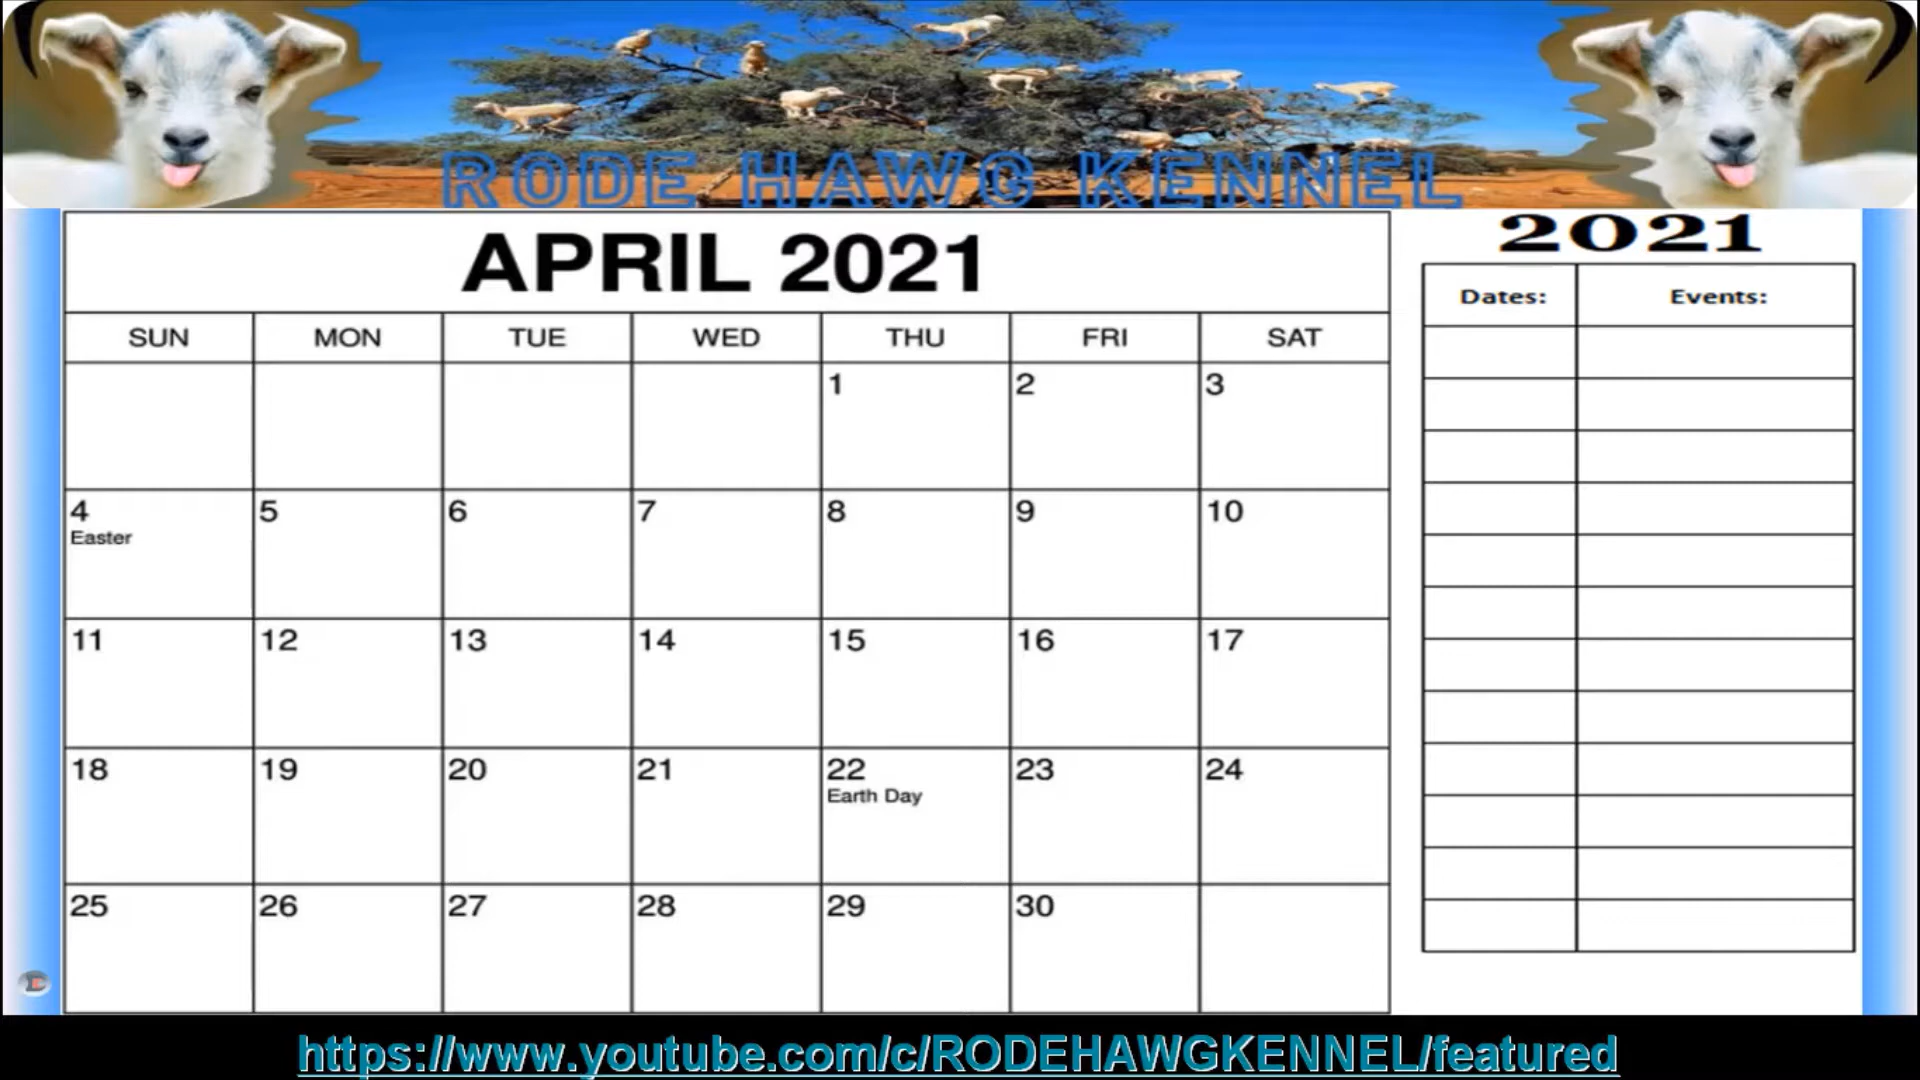 RODE HAWG KENNEL
APRIL 2021
SUN MON TUE WED THU FRI SAT
1 2 3
4 5 6 7 8 9 10
Easter
11 12 13 14 15 16 17
18 19 20 21 22 23 24
Earth Day
25 26 27 28 29 30
2021
Dates: Events:
https://www.youtube.com/c/RODEHAWGKENNEL/featured